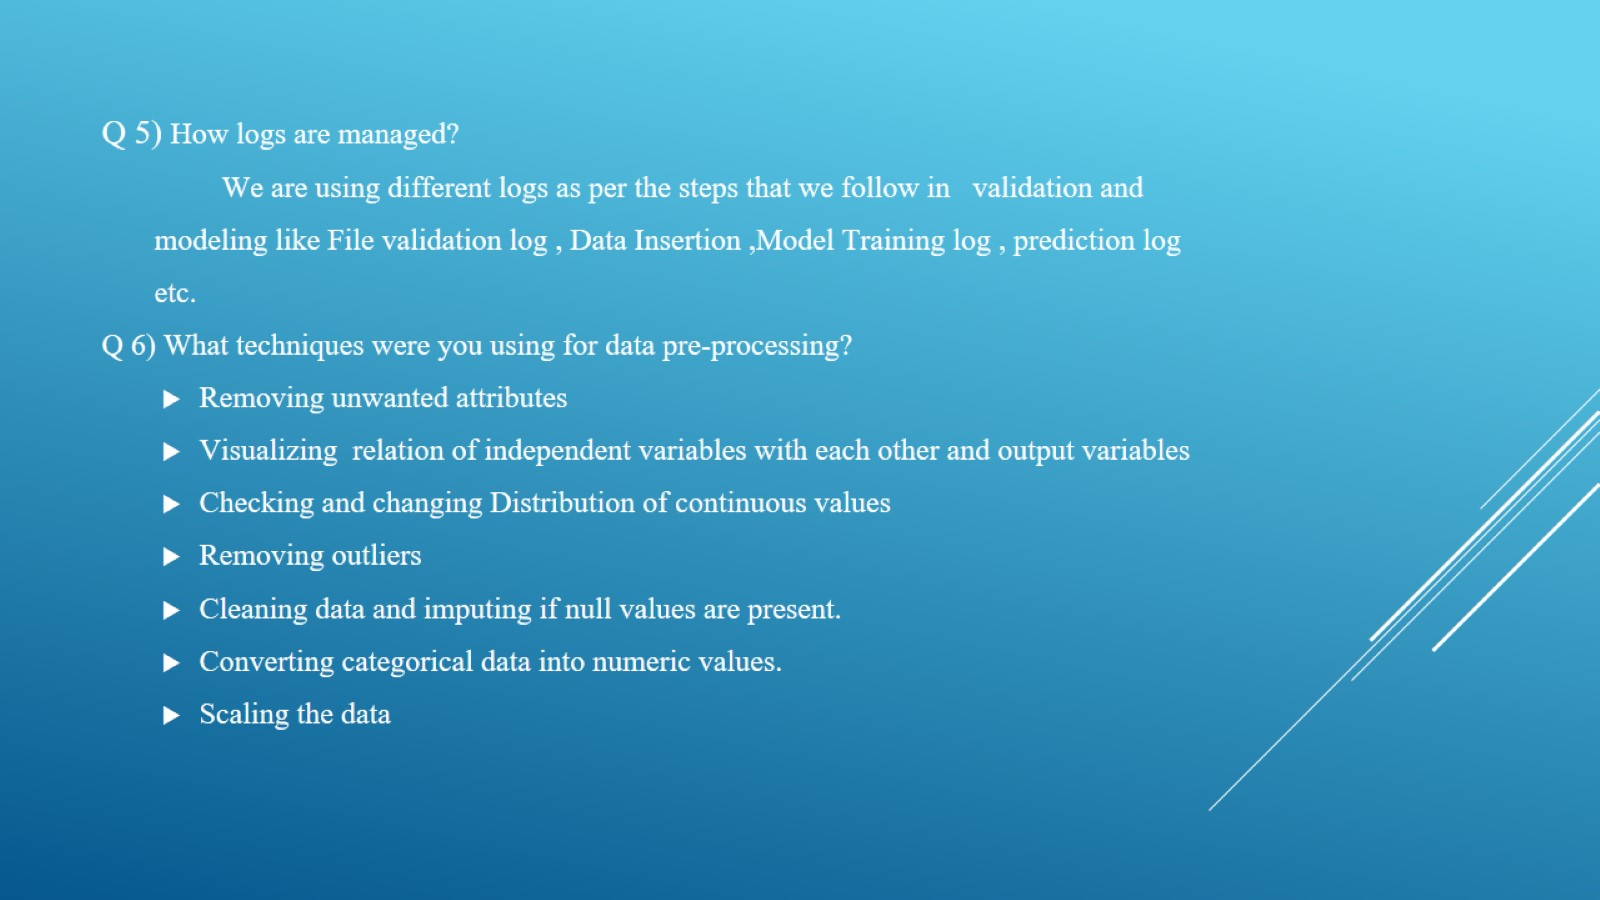 Q 5) How logs are managed?
We are using different logs as per the steps that we follow in   validation and
modeling like File validation log , Data Insertion ,Model Training log , prediction log
etc.
Q 6) What techniques were you using for data pre-processing?
▶ Removing unwanted attributes
▶ Visualizing  relation of independent variables with each other and output variables
▶ Checking and changing Distribution of continuous values
▶ Removing outliers
▶ Cleaning data and imputing if null values are present.
▶ Converting categorical data into numeric values.
▶ Scaling the data